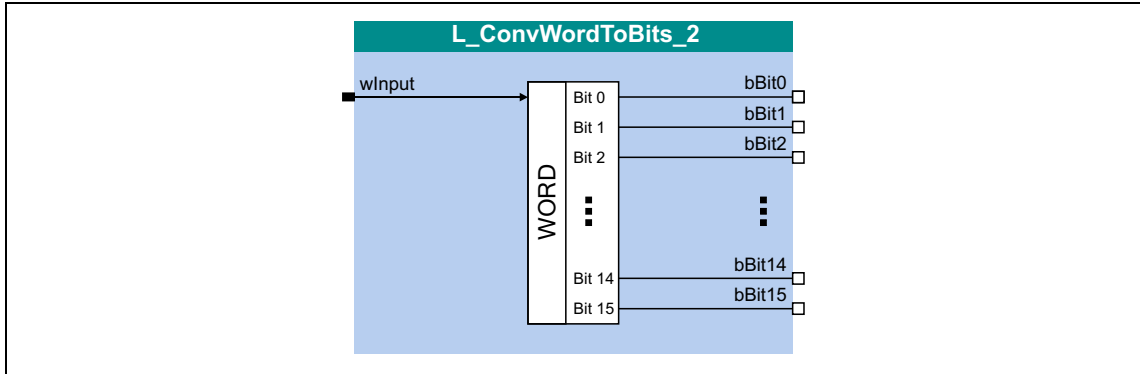 L_ConvWordToBits_2
wInput
WORD
Bit 0
bBit0
Bit 1
bBit1
Bit 2
bBit2
Bit 14
bBit14
Bit 15
bBit15